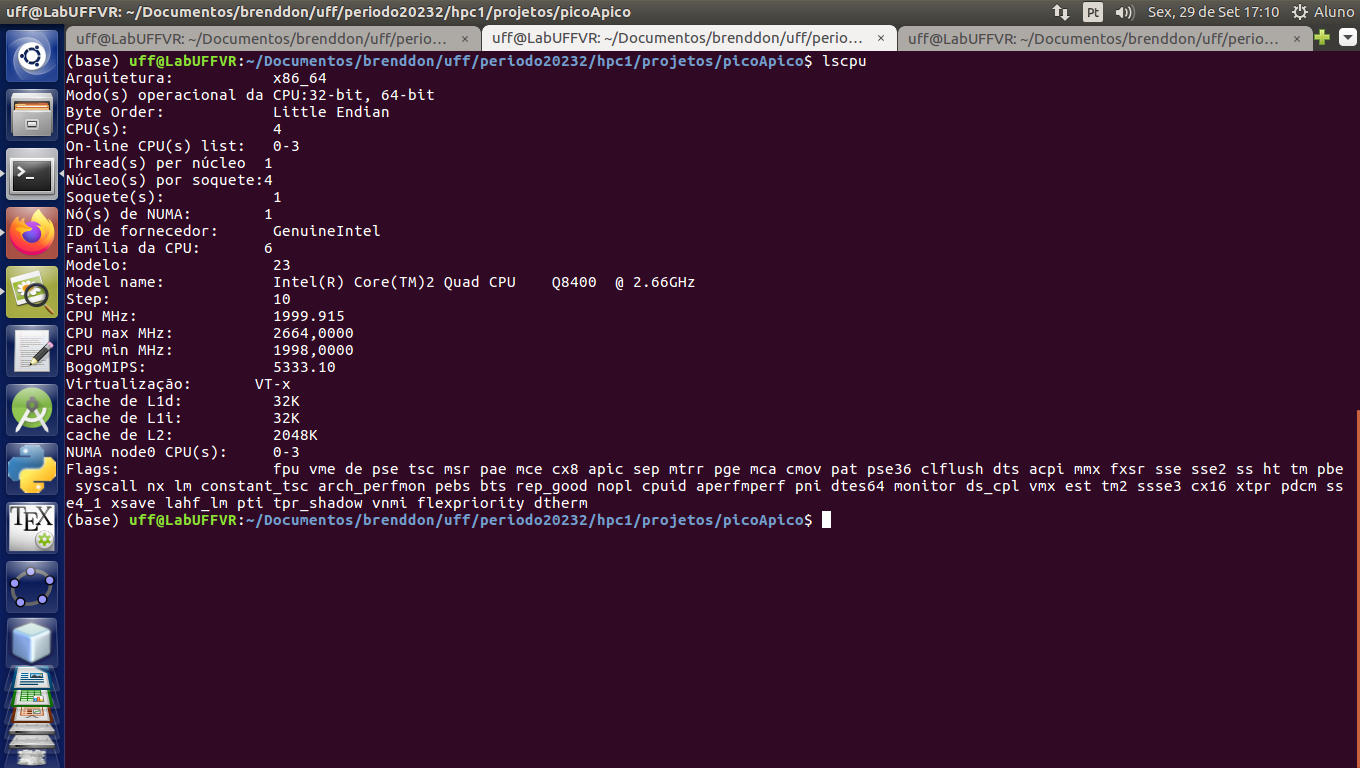 uff@LabUFFVR: ~/Documentos/brenddon/uff/periodo20232/hpc1/projetos/picoApico
Pt
Sex, 29 de Set 17:10
Aluno
uff@LabUFFVR: ~/Documentos/brenddon/uff/perio... ×
uff@LabUFFVR: ~/Documentos/brenddon/uff/perio... ×
uff@LabUFFVR: ~/Documentos/brenddon/uff/perio... ×
(base) uff@LabUFFVR:~/Documentos/brenddon/uff/periodo20232/hpc1/projetos/picoApico$ lscpu
Arquitetura:           x86_64
Modo(s) operacional da CPU:32-bit, 64-bit
Byte Order:            Little Endian
CPU(s):                4
On-line CPU(s) list:   0-3
Thread(s) per núcleo  1
Núcleo(s) por soquete:4
Soquete(s):            1
Nó(s) de NUMA:        1
ID de fornecedor:      GenuineIntel
Família da CPU:       6
Modelo:                23
Model name:            Intel(R) Core(TM)2 Quad CPU    Q8400  @ 2.66GHz
Step:                  10
CPU MHz:               1999.915
CPU max MHz:           2664,0000
CPU min MHz:           1998,0000
BogoMIPS:              5333.10
Virtualização:       VT-x
cache de L1d:          32K
cache de L1i:          32K
cache de L2:           2048K
NUMA node0 CPU(s):     0-3
Flags:                 fpu vme de pse tsc msr pae mce cx8 apic sep mtrr pge mca cmov pat pse36 clflush dts acpi mmx fxsr sse sse2 ss ht tm pbe
 syscall nx lm constant_tsc arch_perfmon pebs bts rep_good nopl cpuid aperfmperf pni dtes64 monitor ds_cpl vmx est tm2 ssse3 cx16 xtpr pdcm ss
e4_1 xsave lahf_lm pti tpr_shadow vnmi flexpriority dtherm
(base) uff@LabUFFVR:~/Documentos/brenddon/uff/periodo20232/hpc1/projetos/picoApico$
TEX